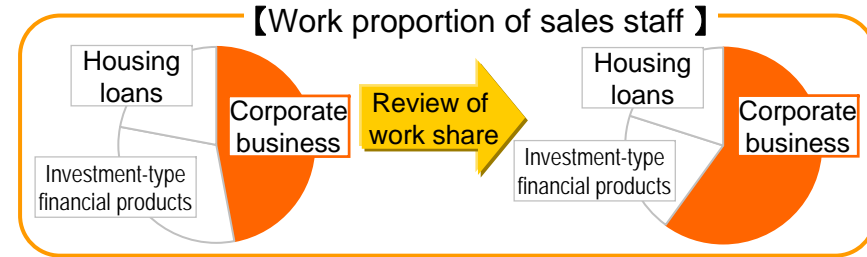 【Work proportion of sales staff 】
Housing
loans
Corporate
business
Investment-type
financial products
Review of
work share
Housing
loans
Corporate
business
Investment-type
financial products